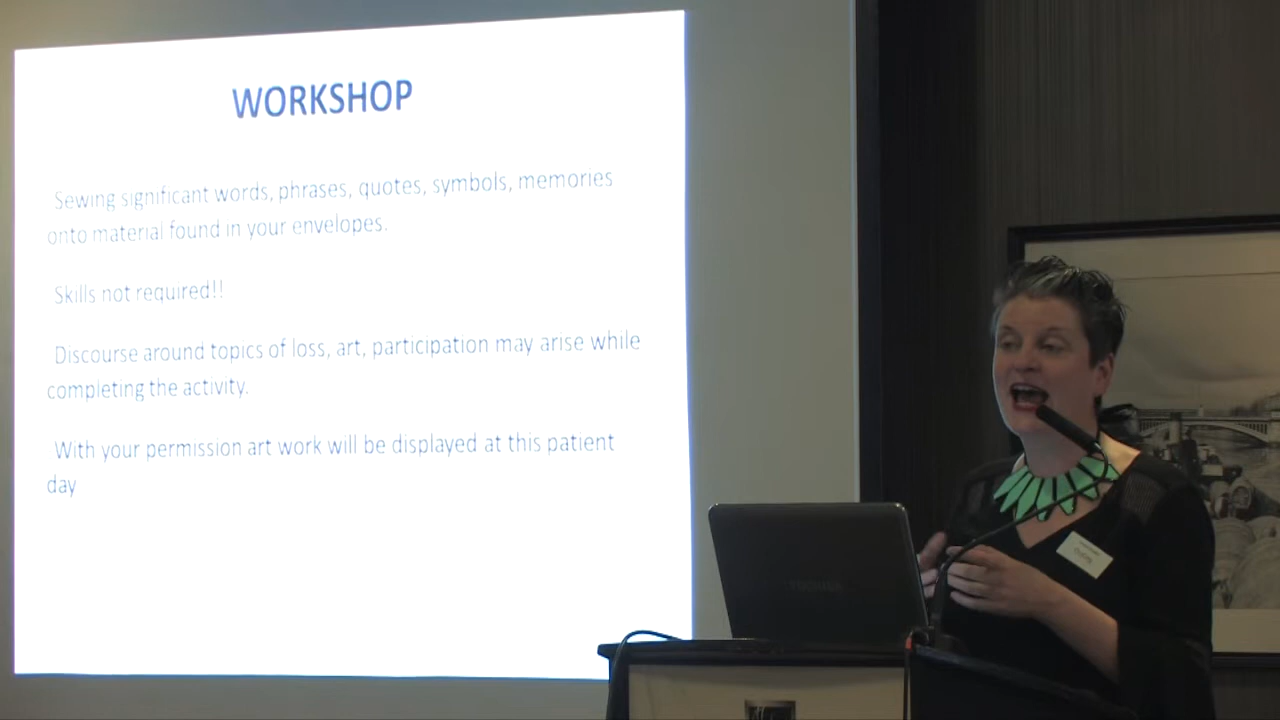 WORKSHOP
Sewing significant words, phrases, quotes, symbols, memories
onto material found in your envelopes.
Skills not required!!
Discourse around topics of loss, art, participation may arise while
completing the activity.
With your permission art work will be displayed at this patient
day
TOSHIBA